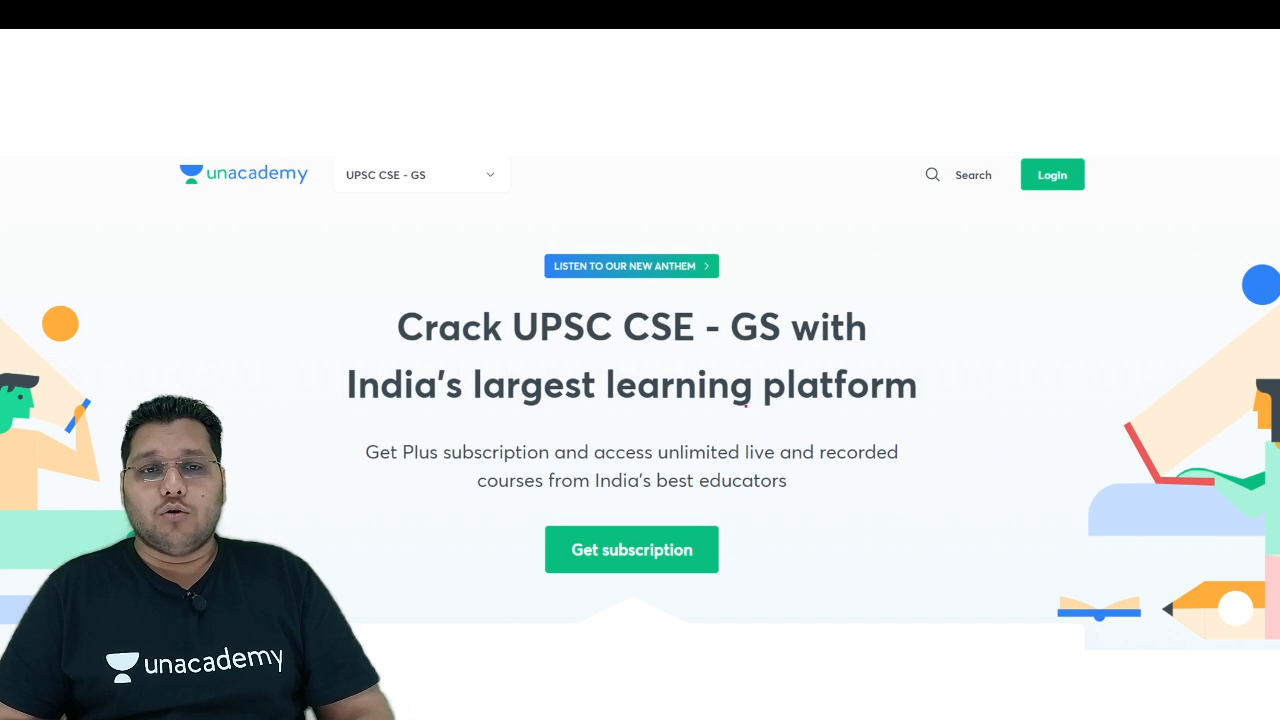 unacademy
UPSC CSE - GS
Search
Login
LISTEN TO OUR NEW ANTHEM
Crack UPSC CSE - GS with
India's largest learning platform
Get Plus subscription and access unlimited live and recorded
courses from India's best educators
Get subscription
unacademy